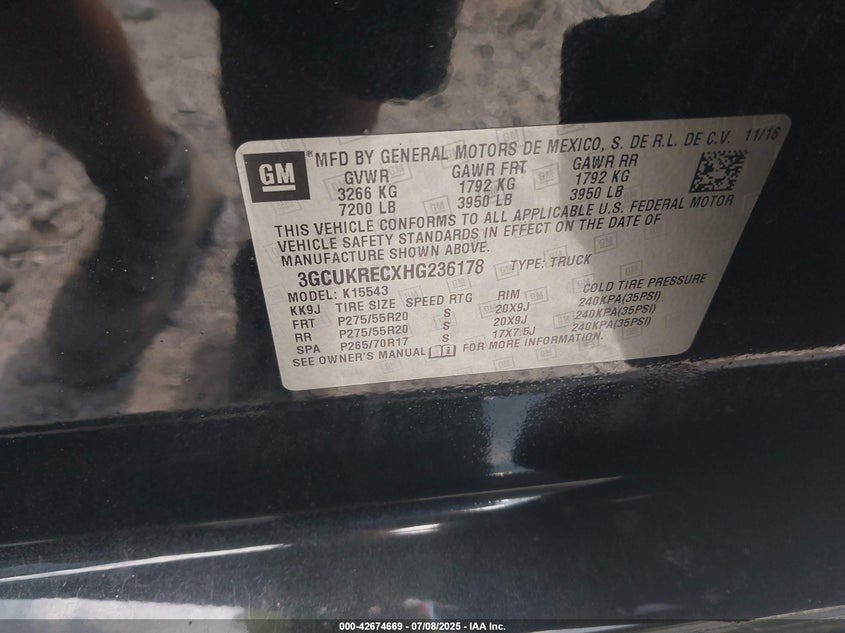 GM ® MFD BY GENERAL MOTORS DE MEXICO, S. DE R.L. DE C.V. 11/16
GVWR GAWR FRT GAWR RR
3266 KG 1792 KG 1792 KG
7200 LB 3950 LB 3950 LB
THIS VEHICLE CONFORMS TO ALL APPLICABLE U.S. FEDERAL MOTOR
VEHICLE SAFETY STANDARDS IN EFFECT ON THE DATE OF
MANUFACTURE SHOWN ABOVE.
3GCUKRECXHG236178 TYPE: TRUCK
MODEL: K15543
KK9J TIRE SIZE SPEED RTG RIM COLD TIRE PRESSURE
FRT P275/55R20 S 20X9J 240KPA(35PSI)
RR P275/55R20 S 20X9J 240KPA(35PSI)
SPA P265/70R17 S 17X7.5J 240KPA(35PSI)
SEE OWNER'S MANUAL FOR MORE INFORMATION.
000-42674669 | 07/08/2025 - IAA Inc.